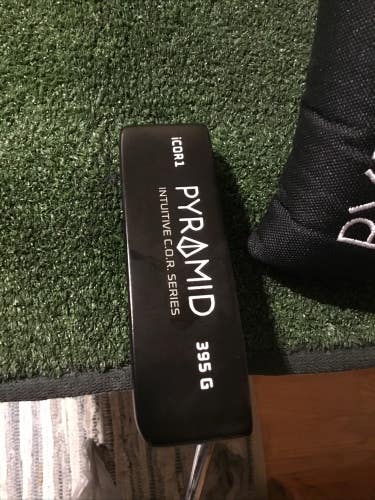 iCOR1
PYRAMID
INTUITIVE C.O.R. SERIES
395 G